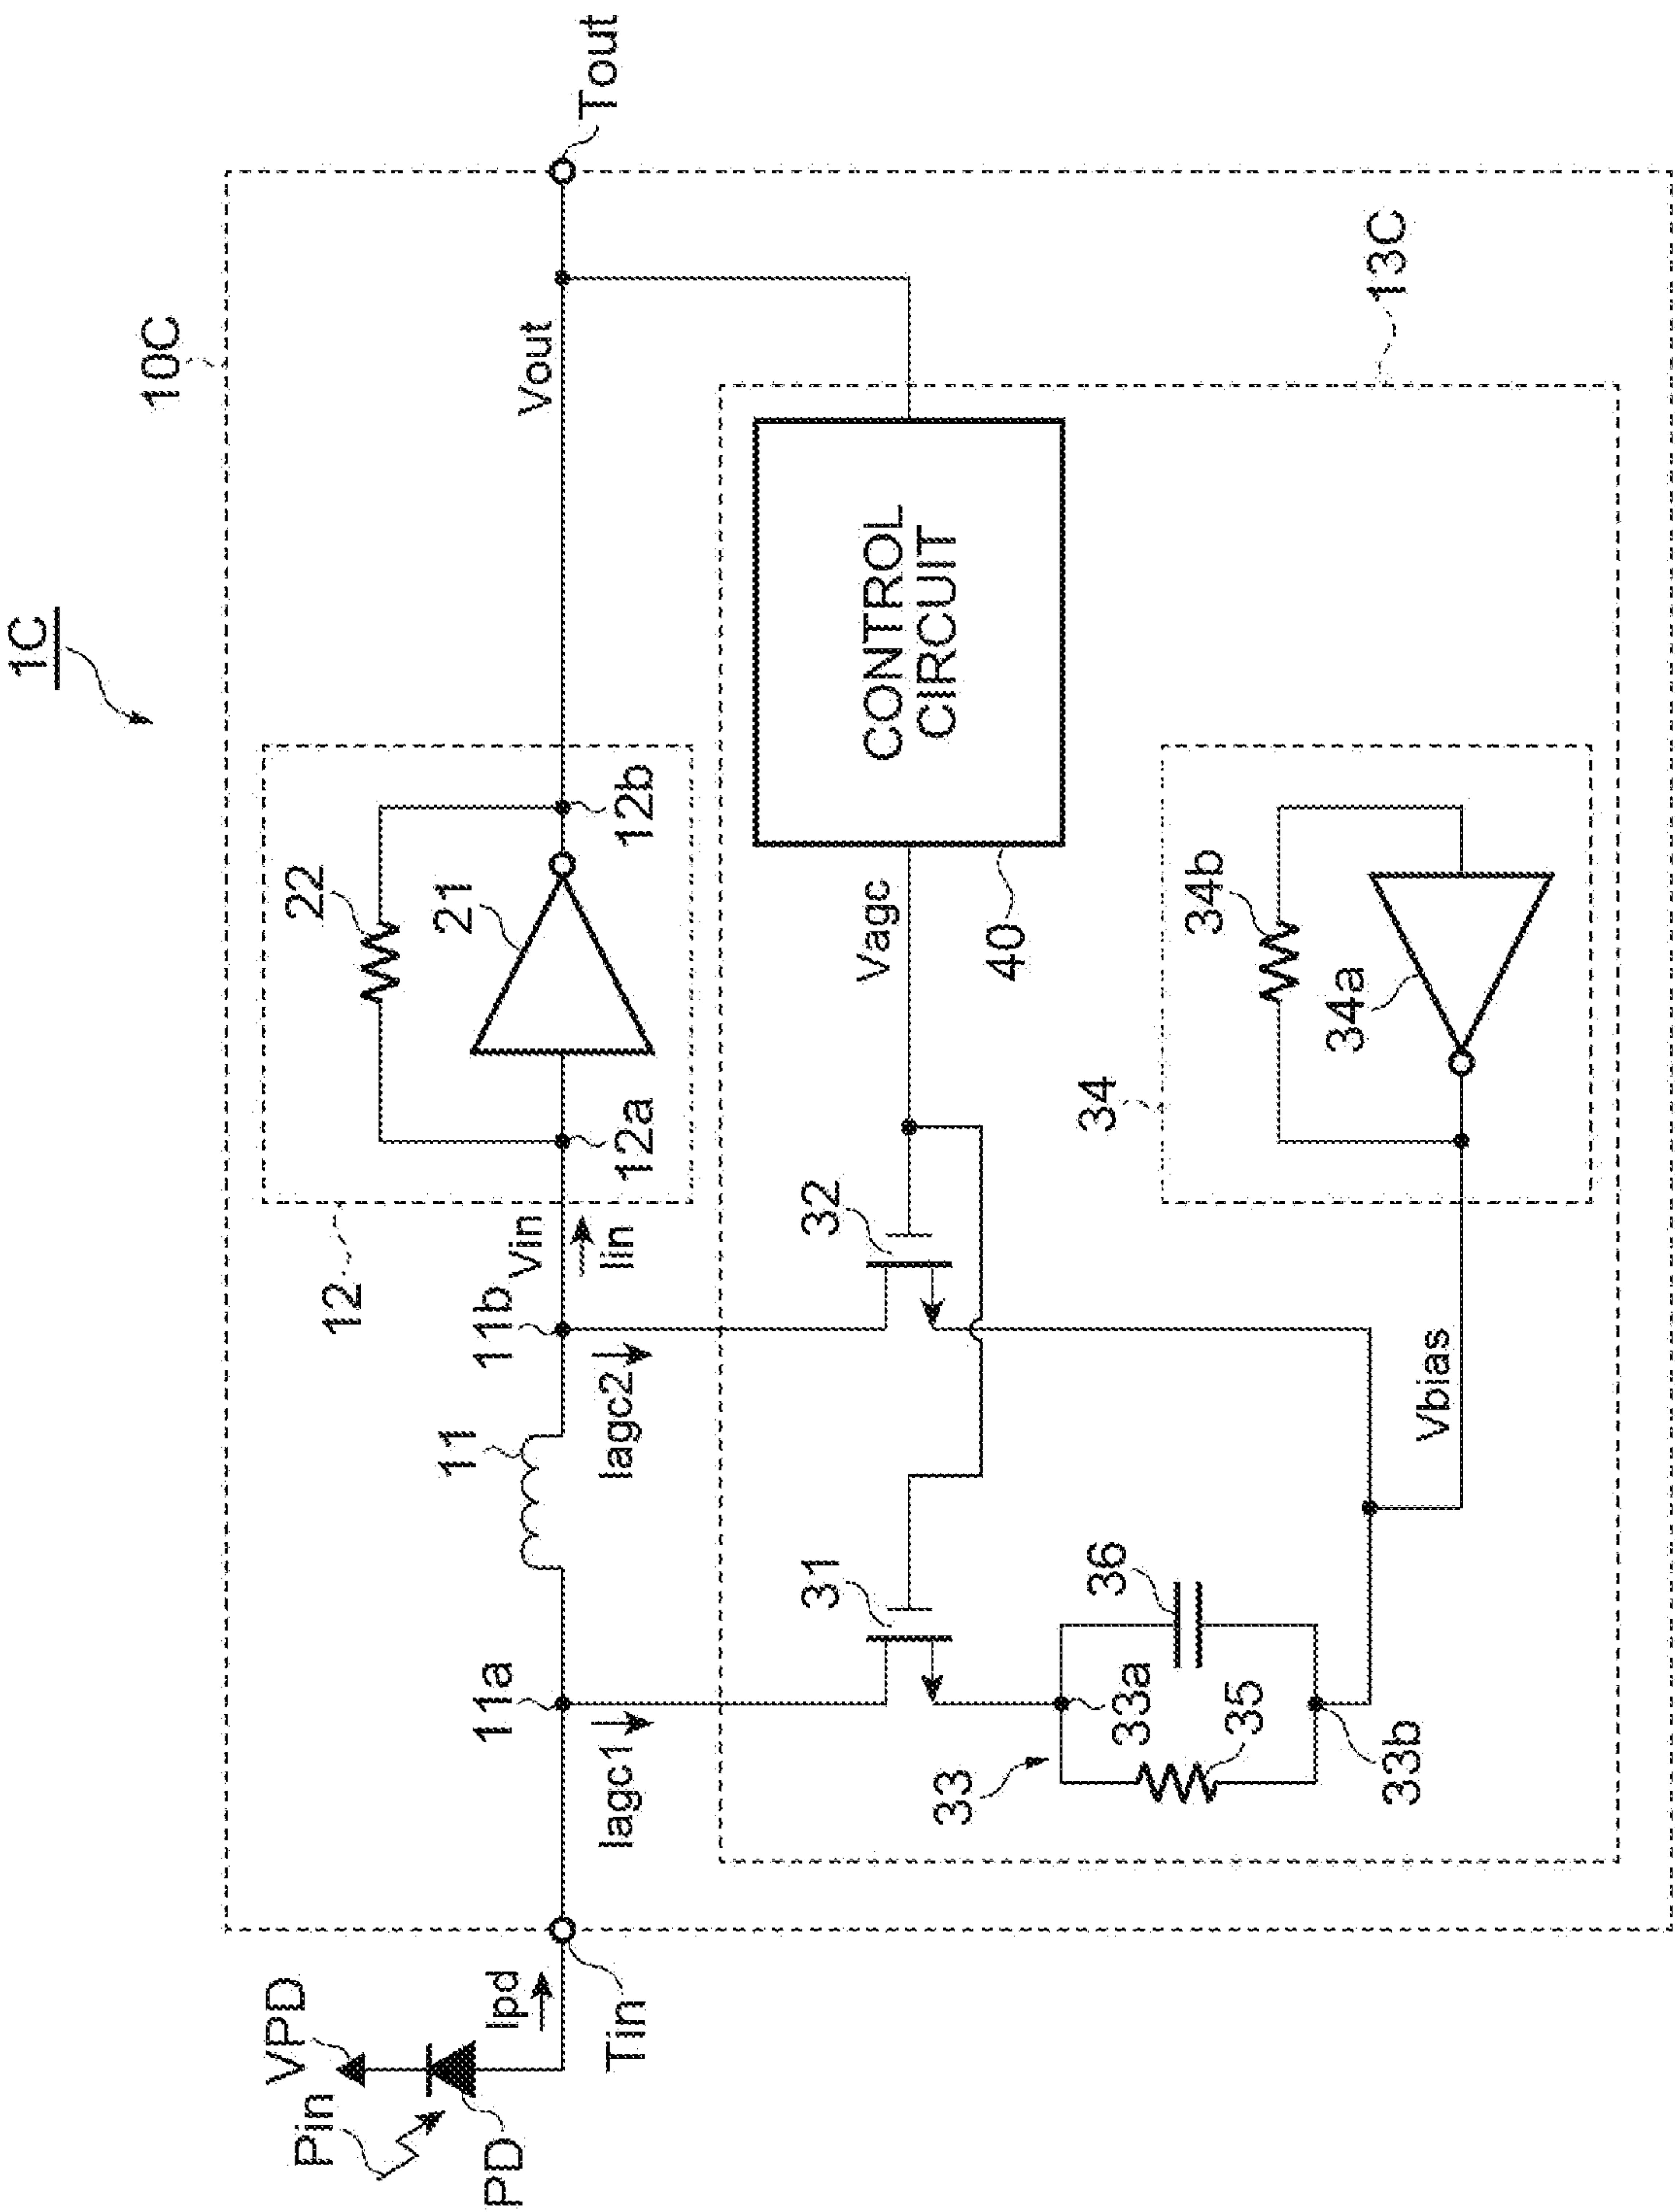 1C
10C
Pin
VPD
PD
Ipd
Tin
11a
Iagc1
11
11b
Iagc2
Vin
Iin
12
12a
22
21
12b
Vout
Tout
13C
31
32
Vagc
CONTROL
CIRCUIT
40
33
33a
36
35
33b
Vbias
34
34b
34a